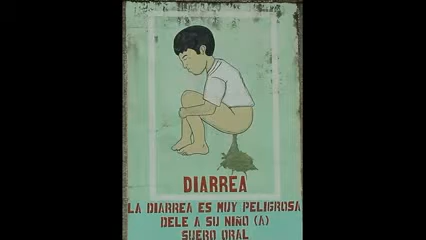 DIARREA
LA DIARREA ES MUY PELIGROSA
DELE A SU NIÑO (A)
SUERO ORAL